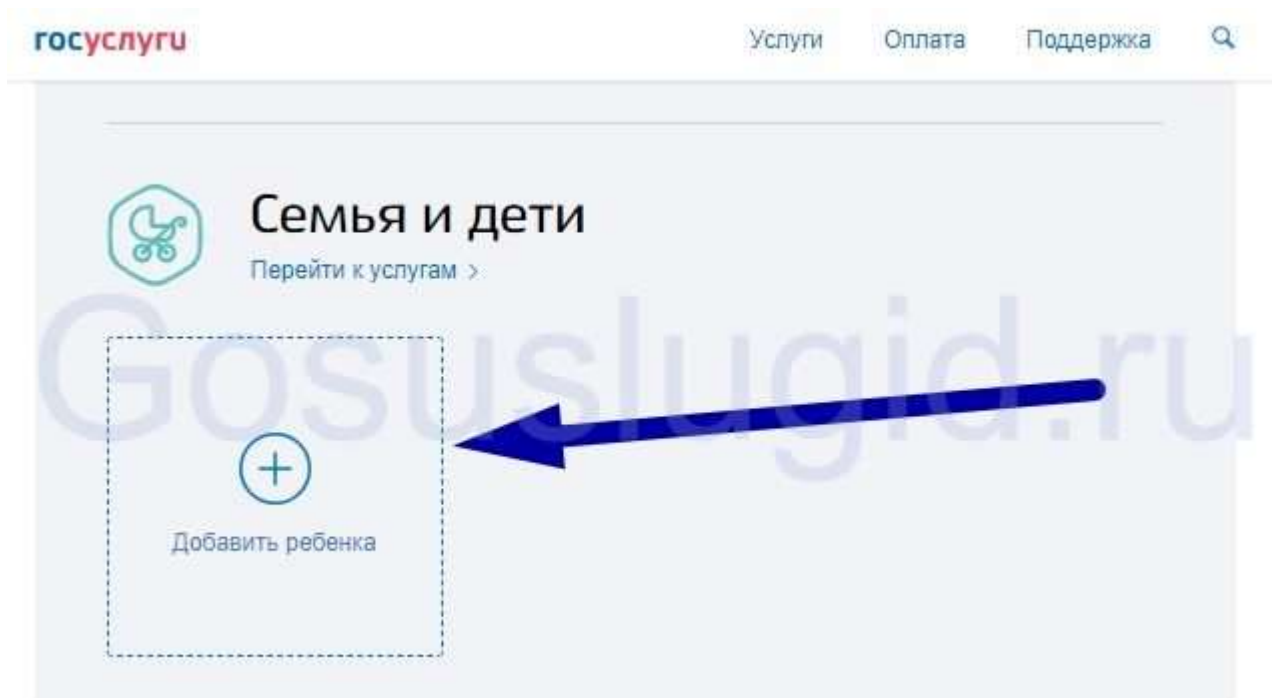 госуслуги
Услуги Оплата Поддержка
Семья и дети
Перейти к услугам >
Gosuslugid.ru
Добавить ребенка